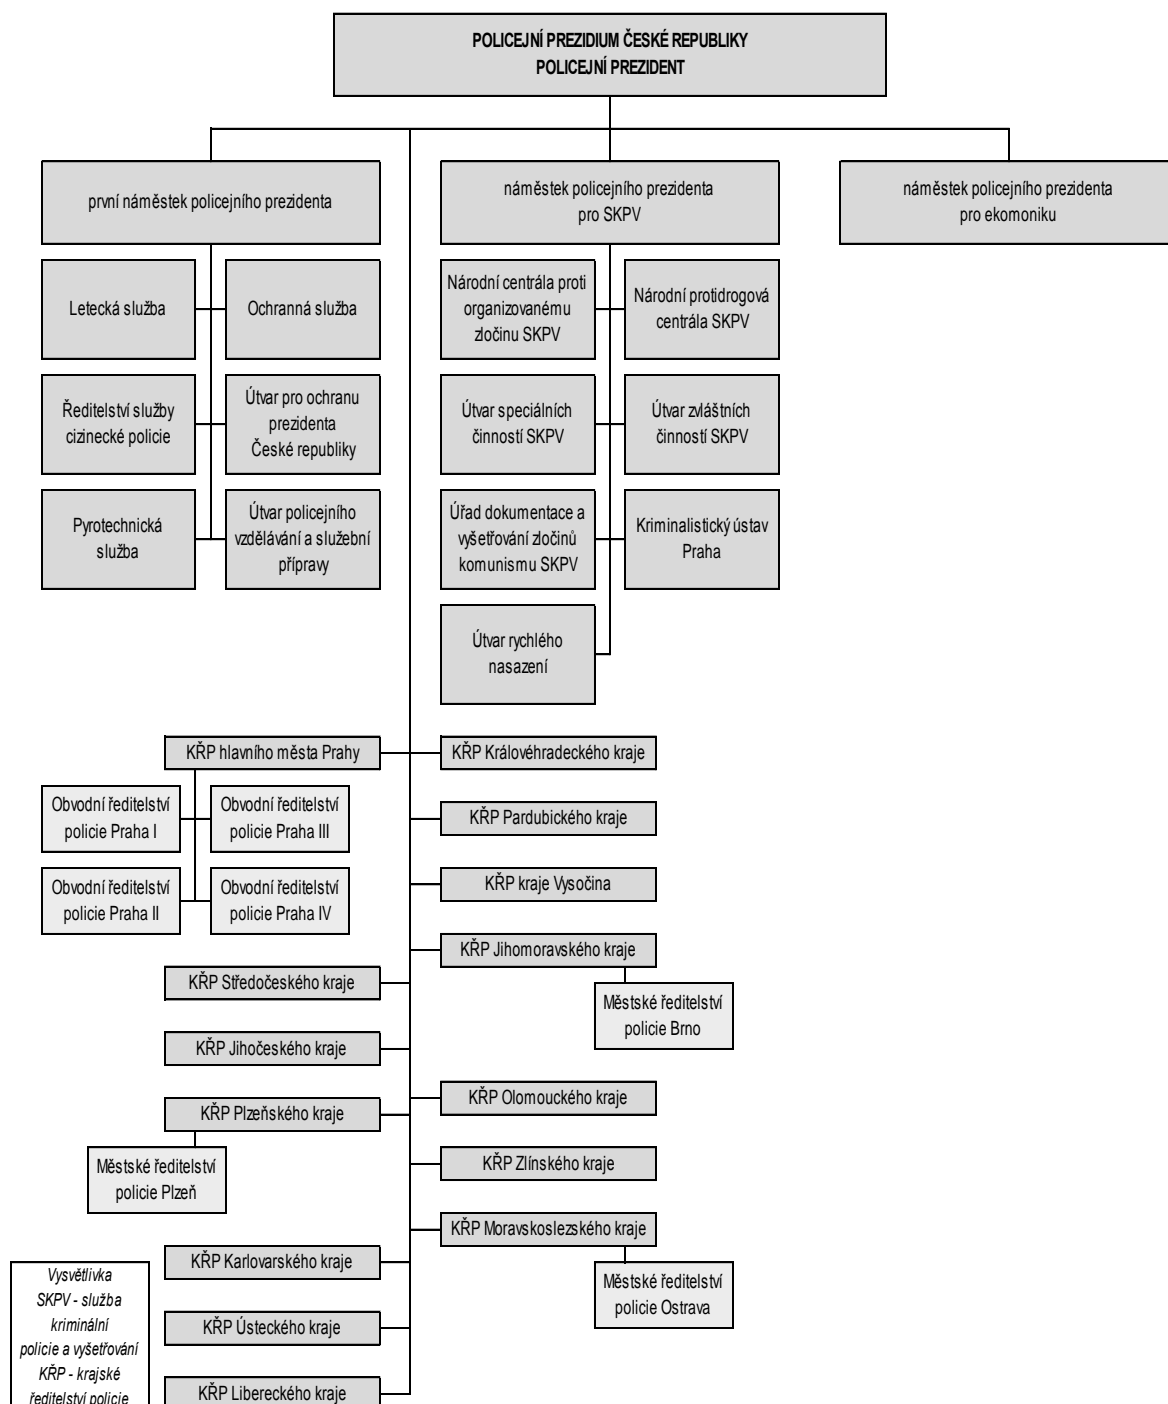 POLICEJNÍ PREZIDIUM ČESKÉ REPUBLIKY
POLICEJNÍ PREZIDENT
první náměstek policejního prezidenta
náměstek policejního prezidenta
pro SKPV
náměstek policejního prezidenta
pro ekomoniku
Letecká služba
Ochranná služba
Národní centrála proti
organizovanému
zločinu SKPV
Národní protidrogová
centrála SKPV
Ředitelství služby
cizinecké policie
Útvar pro ochranu
prezidenta
České republiky
Útvar speciálních
činností SKPV
Útvar zvláštních
činností SKPV
Pyrotechnická
služba
Útvar policejního
vzdělávání a služební
přípravy
Úřad dokumentace a
vyšetřování zločinů
komunismu SKPV
Kriminalistický ústav
Praha
Útvar rychlého
nasazení
KŘP hlavního města Prahy
KŘP Královéhradeckého kraje
Obvodní ředitelství
policie Praha I
Obvodní ředitelství
policie Praha III
KŘP Pardubického kraje
Obvodní ředitelství
policie Praha II
Obvodní ředitelství
policie Praha IV
KŘP kraje Vysočina
KŘP Jihomoravského kraje
KŘP Středočeského kraje
Městské ředitelství
policie Brno
KŘP Jihočeského kraje
KŘP Olomouckého kraje
KŘP Plzeňského kraje
Městské ředitelství
policie Plzeň
KŘP Zlínského kraje
KŘP Moravskoslezského kraje
KŘP Karlovarského kraje
Městské ředitelství
policie Ostrava
KŘP Ústeckého kraje
KŘP Libereckého kraje
Vysvětlivka
SKPV - služba
kriminální
policie a vyšetřování
KŘP - krajské
ředitelství policie